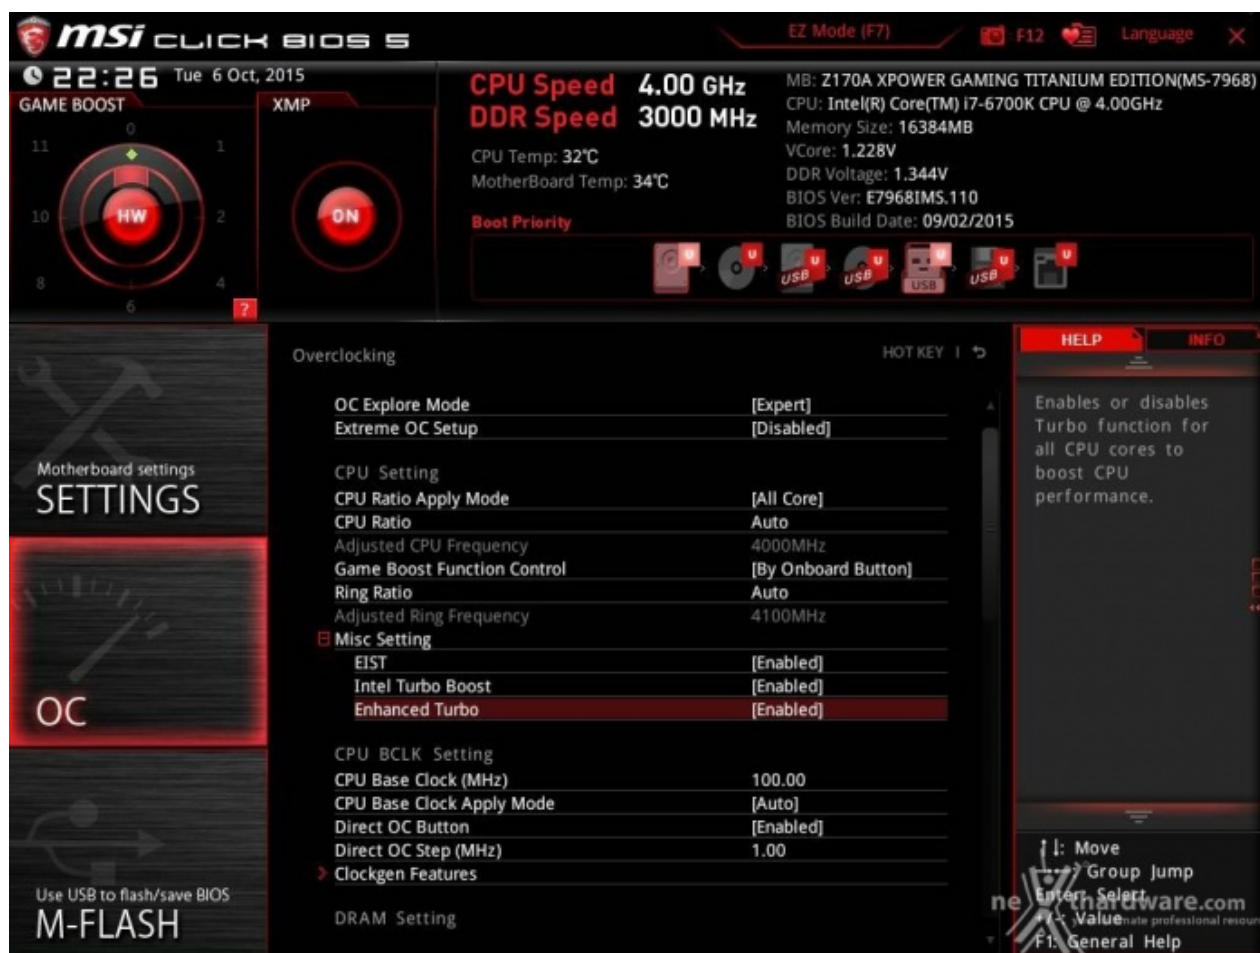 msi CLICK BIOS 5
EZ Mode (F7)
F12
Language
22:26 Tue 6 Oct, 2015
GAME BOOST
XMP
0
11
1
10
HW
2
8
4
6
?
ON
CPU Speed 4.00 GHz
DDR Speed 3000 MHz
CPU Temp: 32°C
MotherBoard Temp: 34°C
MB: Z170A XPOWER GAMING TITANIUM EDITION(MS-7968)
CPU: Intel(R) Core(TM) i7-6700K CPU @ 4.00GHz
Memory Size: 16384MB
VCore: 1.228V
DDR Voltage: 1.344V
BIOS Ver: E7968IMS.110
BIOS Build Date: 09/02/2015
Boot Priority
U U U U U U U
USB USB USB USB
Motherboard settings
SETTINGS
OC
Use USB to flash/save BIOS
M-FLASH
Overclocking
HOT KEY
OC Explore Mode [Expert]
Extreme OC Setup [Disabled]
CPU Setting
CPU Ratio Apply Mode [All Core]
CPU Ratio Auto
Adjusted CPU Frequency 4000MHz
Game Boost Function Control [By Onboard Button]
Ring Ratio Auto
Adjusted Ring Frequency 4100MHz
Misc Setting
EIST [Enabled]
Intel Turbo Boost [Enabled]
Enhanced Turbo [Enabled]
CPU BCLK Setting
CPU Base Clock (MHz) 100.00
CPU Base Clock Apply Mode [Auto]
Direct OC Button [Enabled]
Direct OC Step (MHz) 1.00
Clockgen Features
DRAM Setting
HELP
INFO
Enables or disables
Turbo function for
all CPU cores to
boost CPU
performance.
↑↓: Move
Group Jump
Enter: Select
+/-: Value
F1: General Help
nexthardware.com
professional